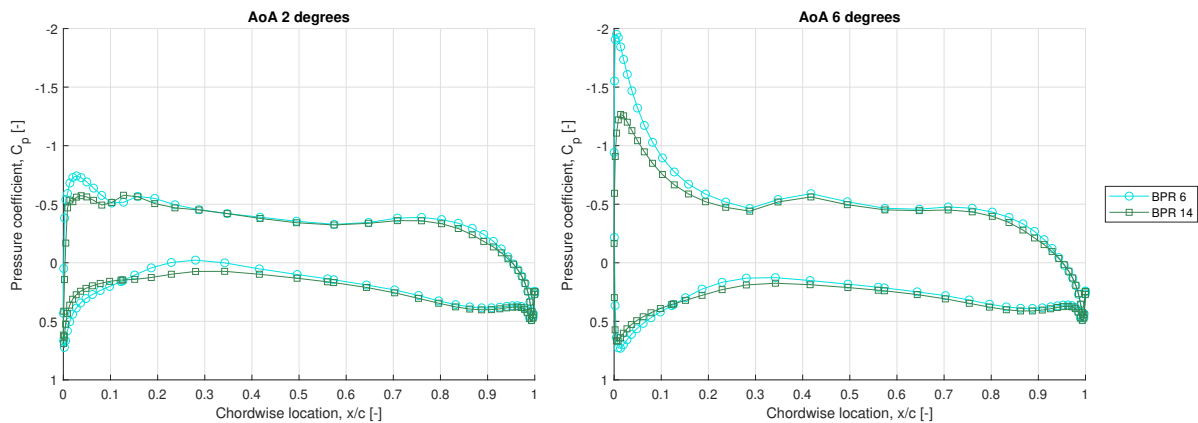 AoA 2 degrees
-2
-1.5
-1
-0.5
0
0.5
1
Pressure coefficient, Cp [-]
0 0.1 0.2 0.3 0.4 0.5 0.6 0.7 0.8 0.9 1
Chordwise location, x/c [-]
AoA 6 degrees
-2
-1.5
-1
-0.5
0
0.5
1
Pressure coefficient, Cp [-]
0 0.1 0.2 0.3 0.4 0.5 0.6 0.7 0.8 0.9 1
Chordwise location, x/c [-]
BPR 6
BPR 14